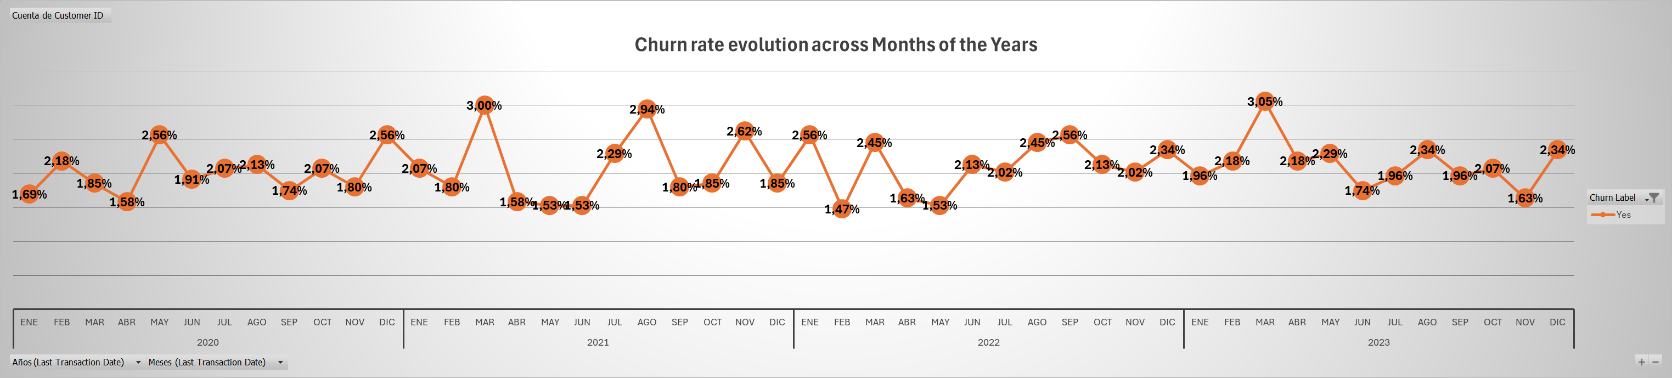 Cuenta de Customer ID
Churn rate evolution across Months of the Years
1,69% 2,18% 1,85% 1,58% 2,56% 1,91% 2,07% 2,13% 1,74% 2,07% 1,80% 2,56% 2,07% 1,80% 3,00% 1,58% 1,53% 1,53% 2,29% 2,94% 1,80% 1,85% 2,62% 1,85% 2,56% 1,47% 2,45% 1,63% 1,53% 2,13% 2,02% 2,45% 2,56% 2,13% 2,02% 2,34% 1,96% 2,18% 3,05% 2,18% 2,29% 1,74% 1,96% 2,34% 1,96% 2,07% 1,63% 2,34%
Churn Label
Yes
ENE FEB MAR ABR MAY JUN JUL AGO SEP OCT NOV DIC ENE FEB MAR ABR MAY JUN JUL AGO SEP OCT NOV DIC ENE FEB MAR ABR MAY JUN JUL AGO SEP OCT NOV DIC ENE FEB MAR ABR MAY JUN JUL AGO SEP OCT NOV DIC
2020 2021 2022 2023
Años (Last Transaction Date) Meses (Last Transaction Date)